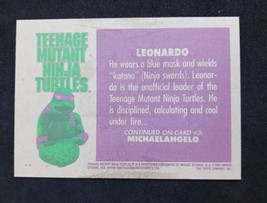 TEENAGE
MUTANT
NINJA
TURTLES
LEONARDO
He wears a blue mask and wields
"katana" (Ninja swords). Leonar-
do is the unofficial leader of the
Teenage Mutant Ninja Turtles. He
is disciplined, calculating and cool
under fire...
CONTINUED ON CARD #3:
MICHAELANGELO